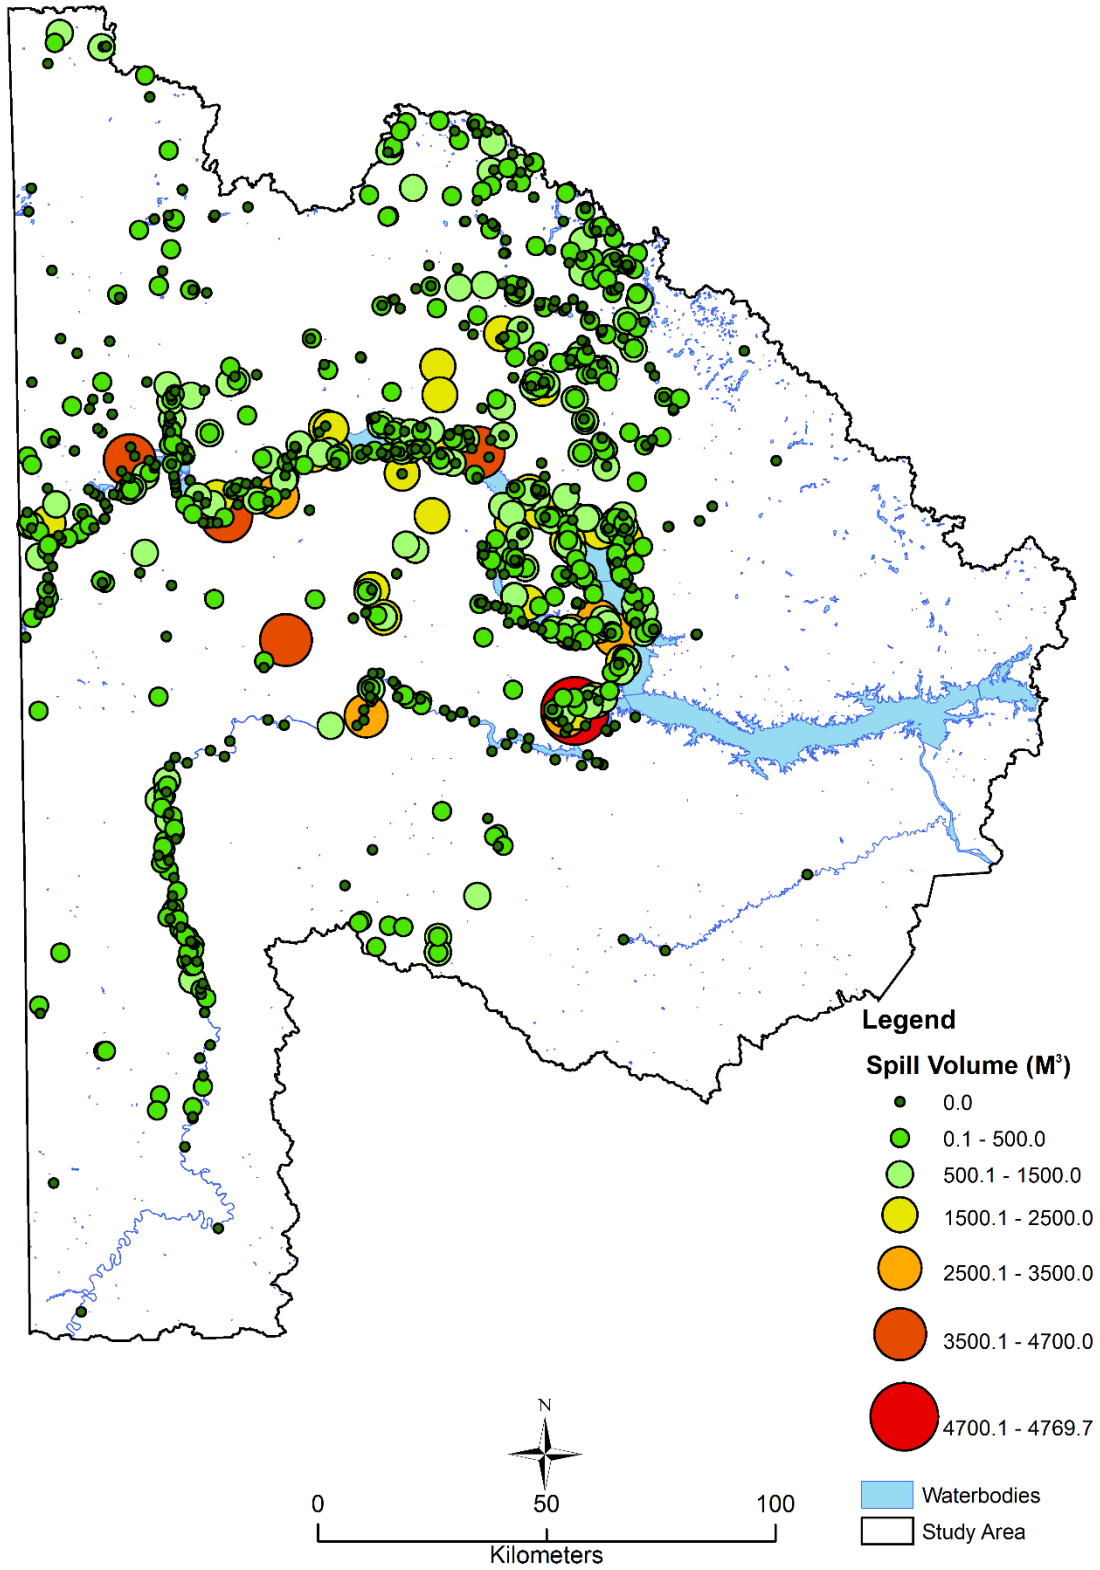 Legend
Spill Volume (M³)
0.0
0.1 - 500.0
500.1 - 1500.0
1500.1 - 2500.0
2500.1 - 3500.0
3500.1 - 4700.0
4700.1 - 4769.7
Waterbodies
Study Area
N
0 50 100
Kilometers